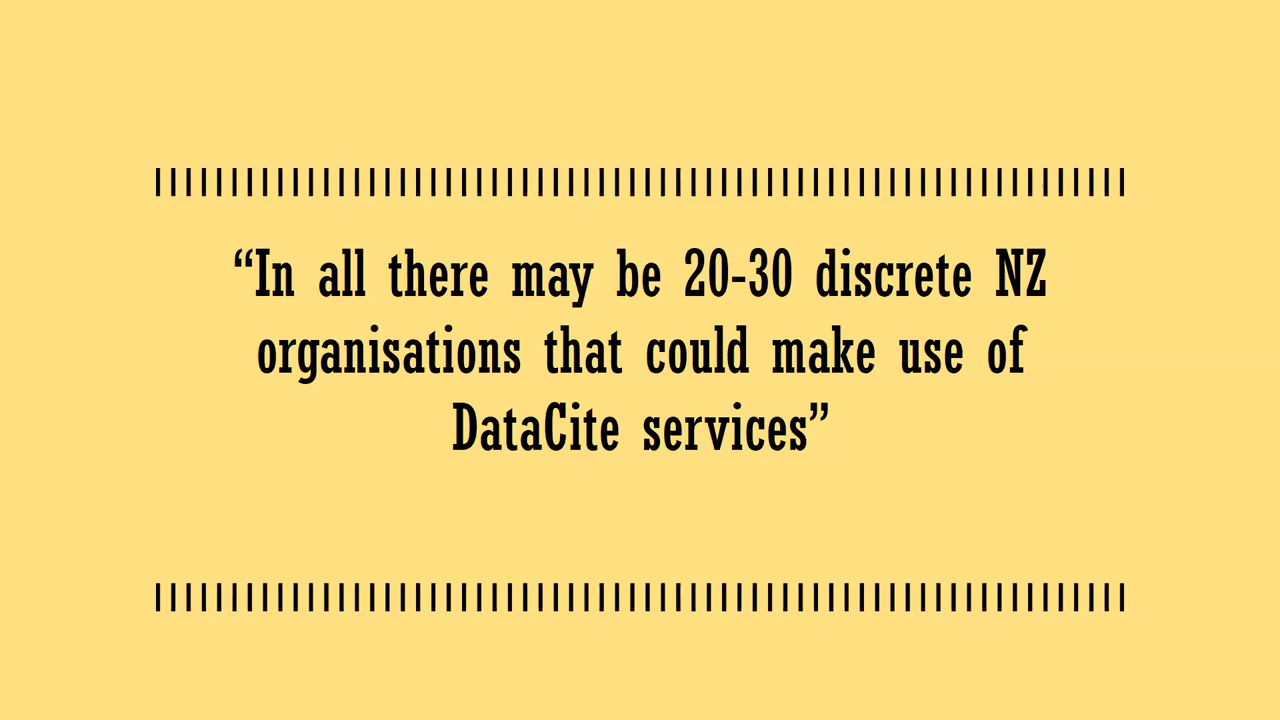 “In all there may be 20-30 discrete NZ
organisations that could make use of
DataCite services”